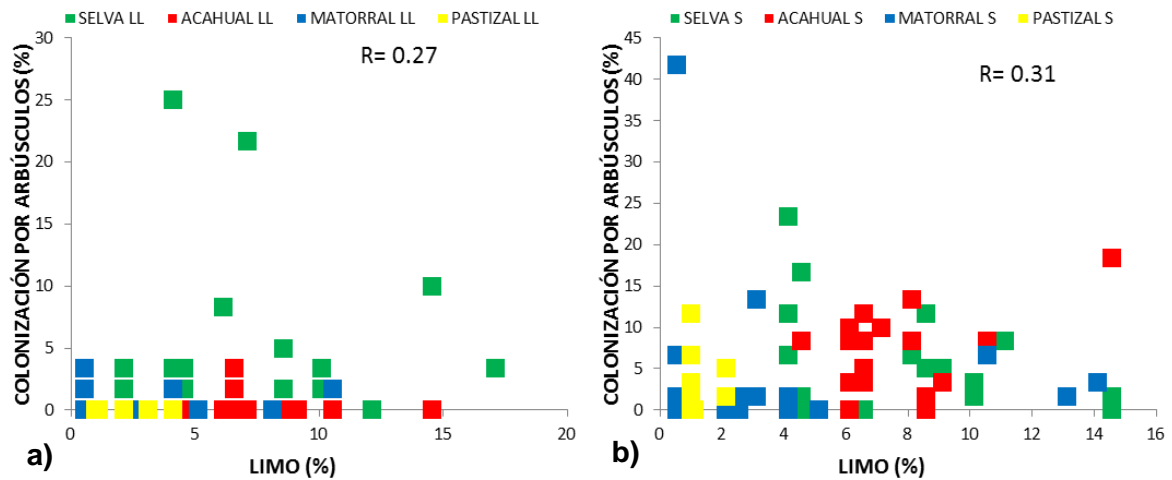 SELVA LL ACAHUAL LL MATORRAL LL PASTIZAL LL
R= 0.27
COLONIZACIÓN POR ARBÚSCULOS (%)
30
25
20
15
10
5
0
0 5 10 15 20
LIMO (%)
a)
SELVA S ACAHUAL S MATORRAL S PASTIZAL S
R= 0.31
COLONIZACIÓN POR ARBÚSCULOS (%)
45
40
35
30
25
20
15
10
5
0
0 2 4 6 8 10 12 14 16
LIMO (%)
b)